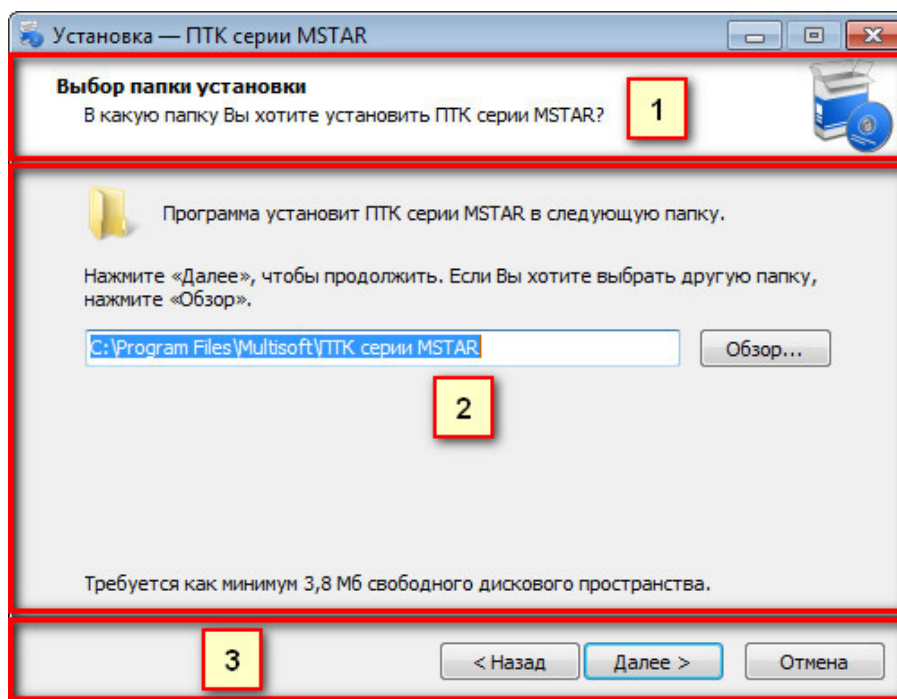 Установка — ПТК серии MSTAR
Выбор папки установки
В какую папку Вы хотите установить ПТК серии MSTAR?
1
Программа установит ПТК серии MSTAR в следующую папку.
Нажмите «Далее», чтобы продолжить. Если Вы хотите выбрать другую папку,
нажмите «Обзор».
C:\Program Files\Multisoft\ПТК серии MSTAR
Обзор...
2
Требуется как минимум 3,8 Мб свободного дискового пространства.
3
< Назад
Далее >
Отмена